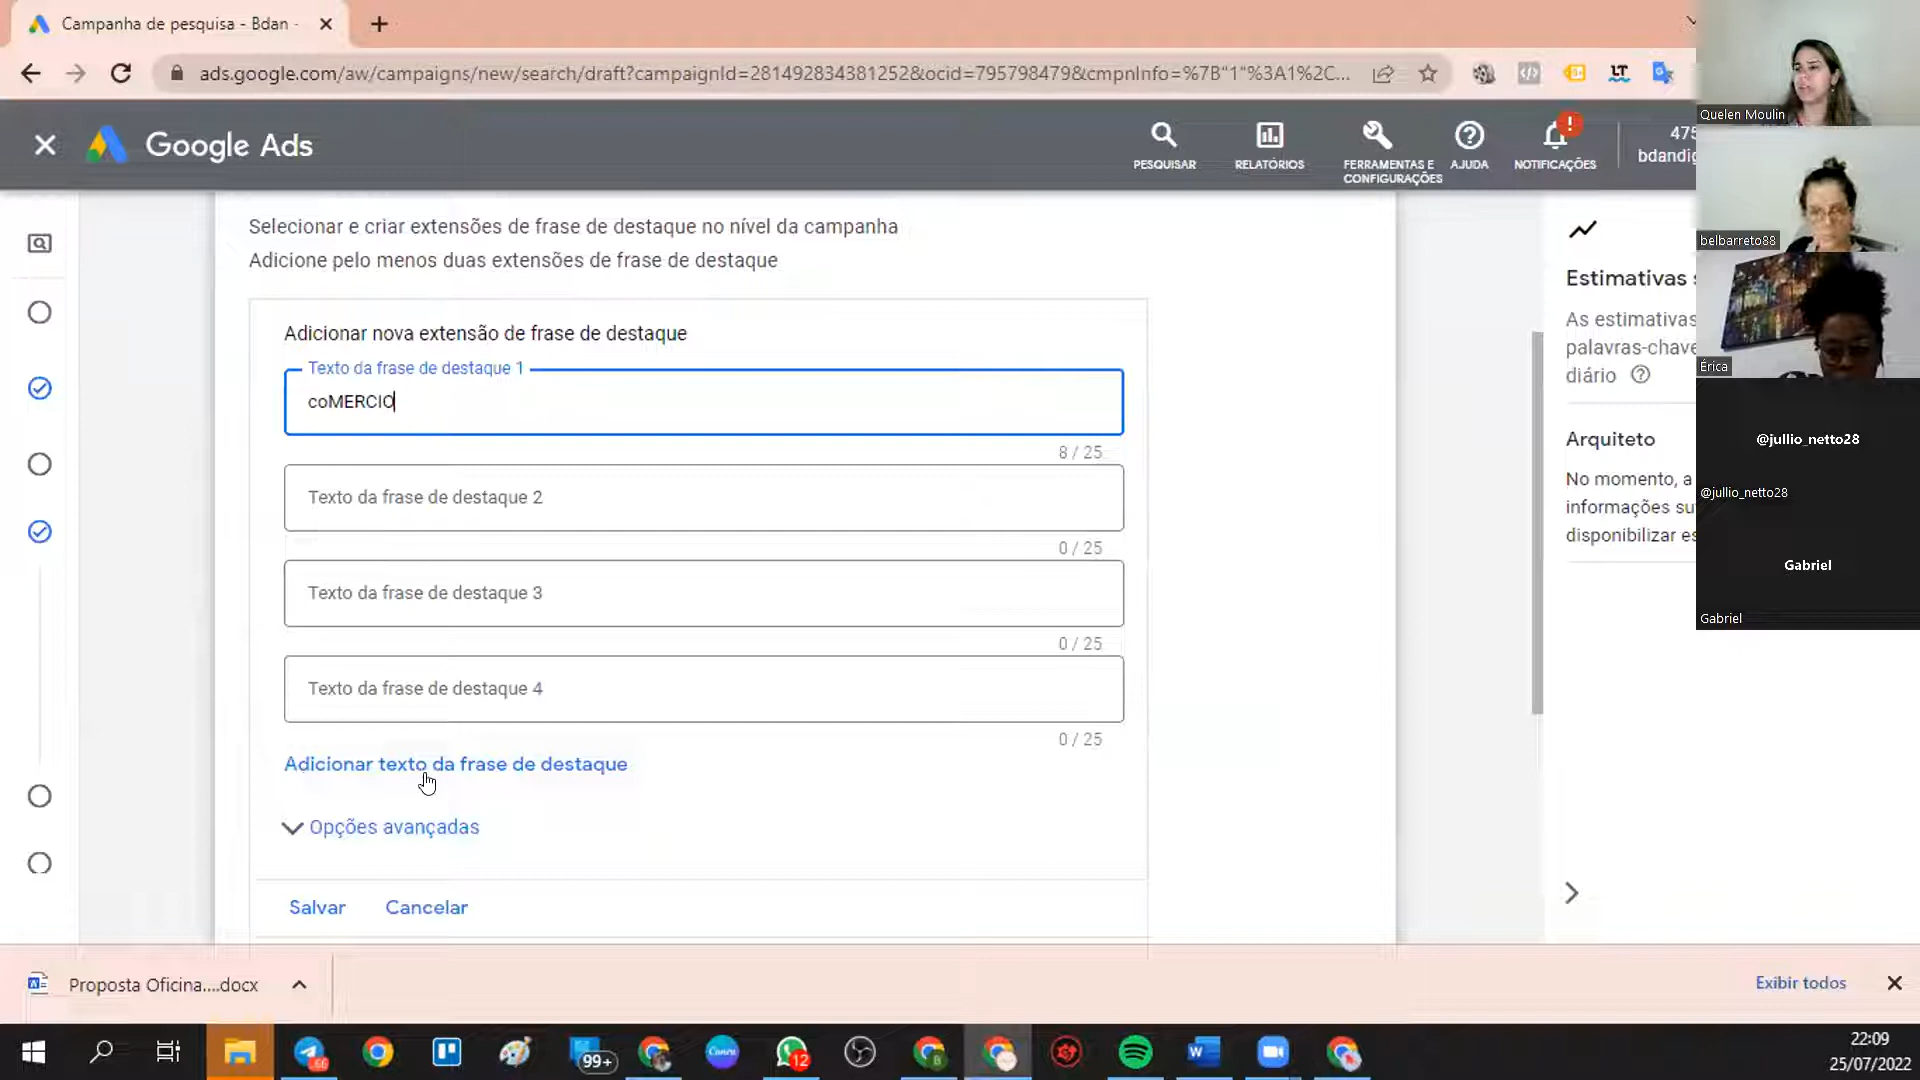 Campanha de pesquisa - Bdan -
ads.google.com/aw/campaigns/new/search/draft?campaignId=281492834381252&ocid=795798479&cmpnInfo=%7B"1"%3A1%2C...
Google Ads
PESQUISAR
RELATÓRIOS
FERRAMENTAS E
CONFIGURAÇÕES
AJUDA
NOTIFICAÇÕES
475
bdandig
Selecionar e criar extensões de frase de destaque no nível da campanha
Adicione pelo menos duas extensões de frase de destaque
Adicionar nova extensão de frase de destaque
Texto da frase de destaque 1
coMERCIO
8 / 25
Texto da frase de destaque 2
0 / 25
Texto da frase de destaque 3
0 / 25
Texto da frase de destaque 4
0 / 25
Adicionar texto da frase de destaque
Opções avançadas
Salvar
Cancelar
Estimativas s
As estimativas
palavras-chave
diário
Arquiteto
No momento, a
informações su
disponibilizar es
Quelen Moulin
belbarreto88
Érica
@jullio_netto28
@jullio_netto28
Gabriel
Gabriel
Proposta Oficina....docx
Exibir todos
99+
Canva
12
22:09
25/07/2022